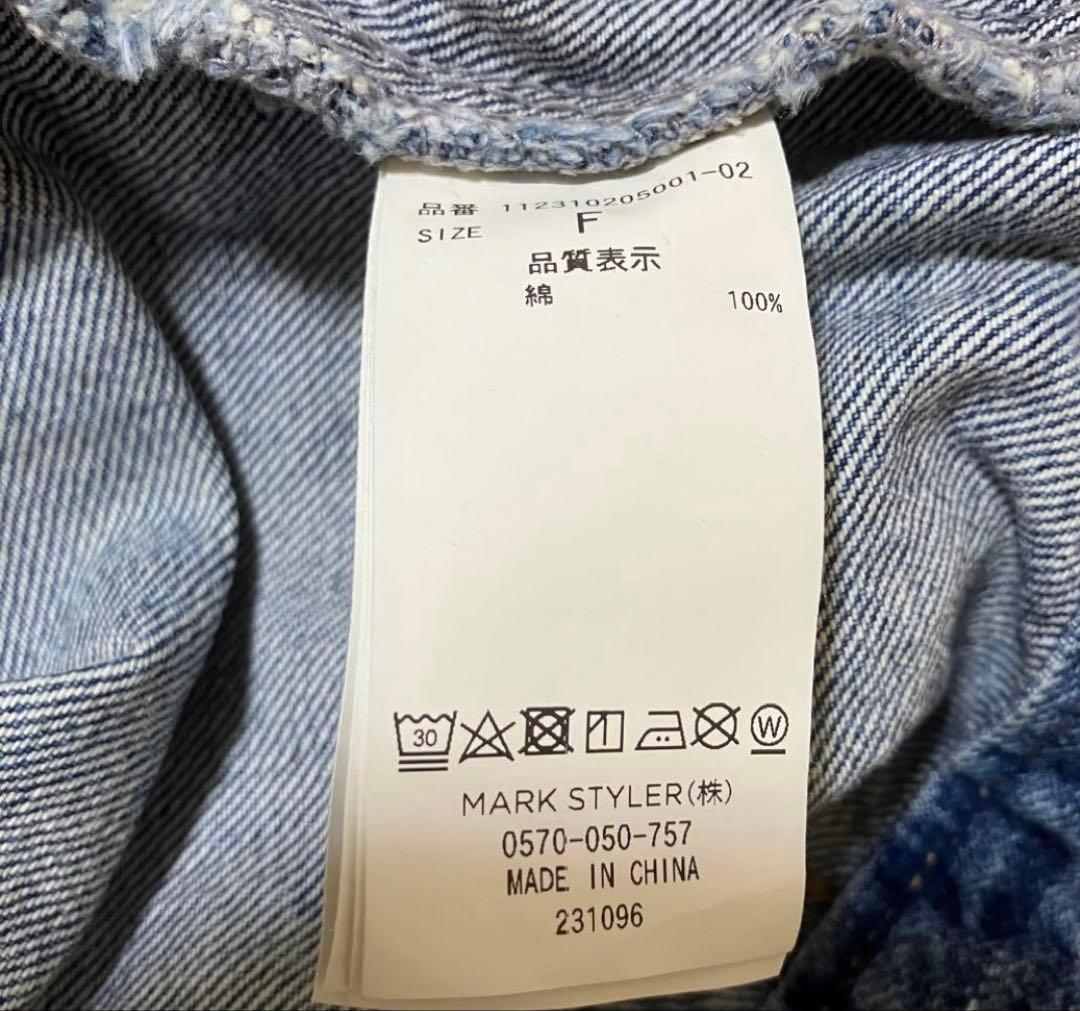 品番 112310205001-02
SIZE F
品質表示
綿 100%
30 W
MARK STYLER(株)
0570-050-757
MADE IN CHINA
231096